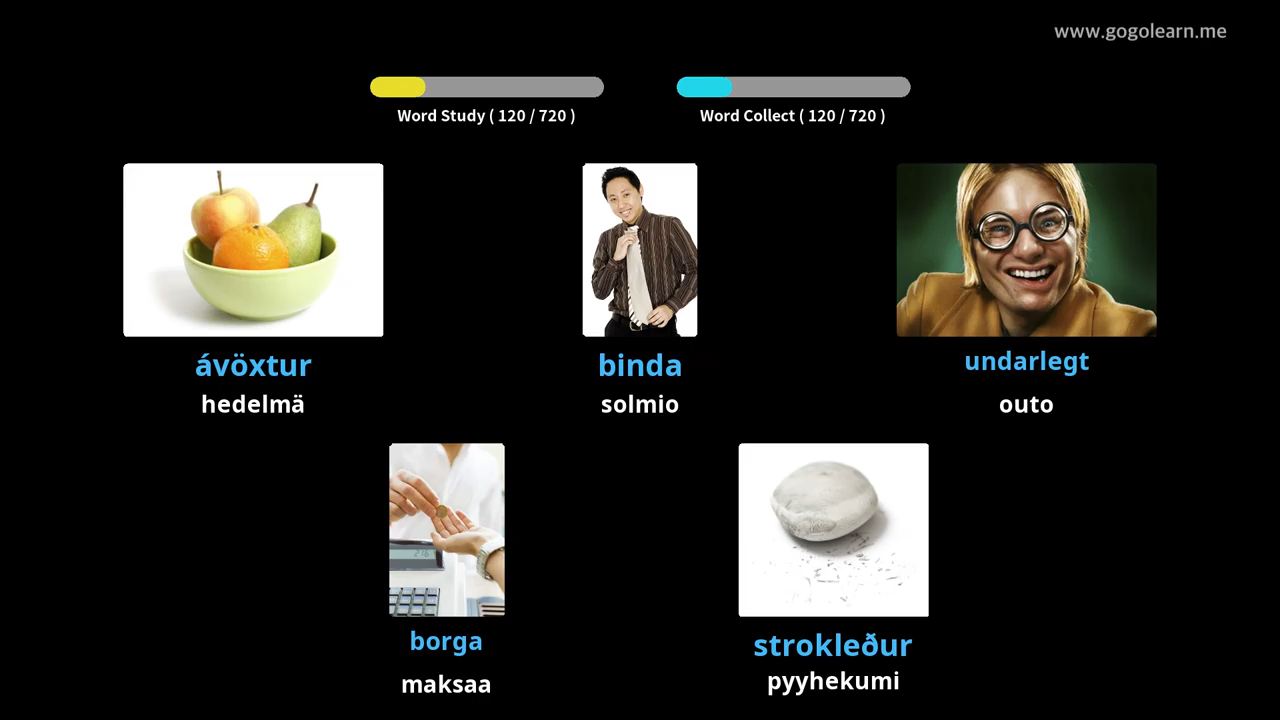 www.gogolearn.me
Word Study ( 120 / 720 )
Word Collect ( 120 / 720 )
ávöxtur
hedelmä
binda
solmio
undarlegt
outo
216
borga
maksaa
strokleður
pyyhekumi